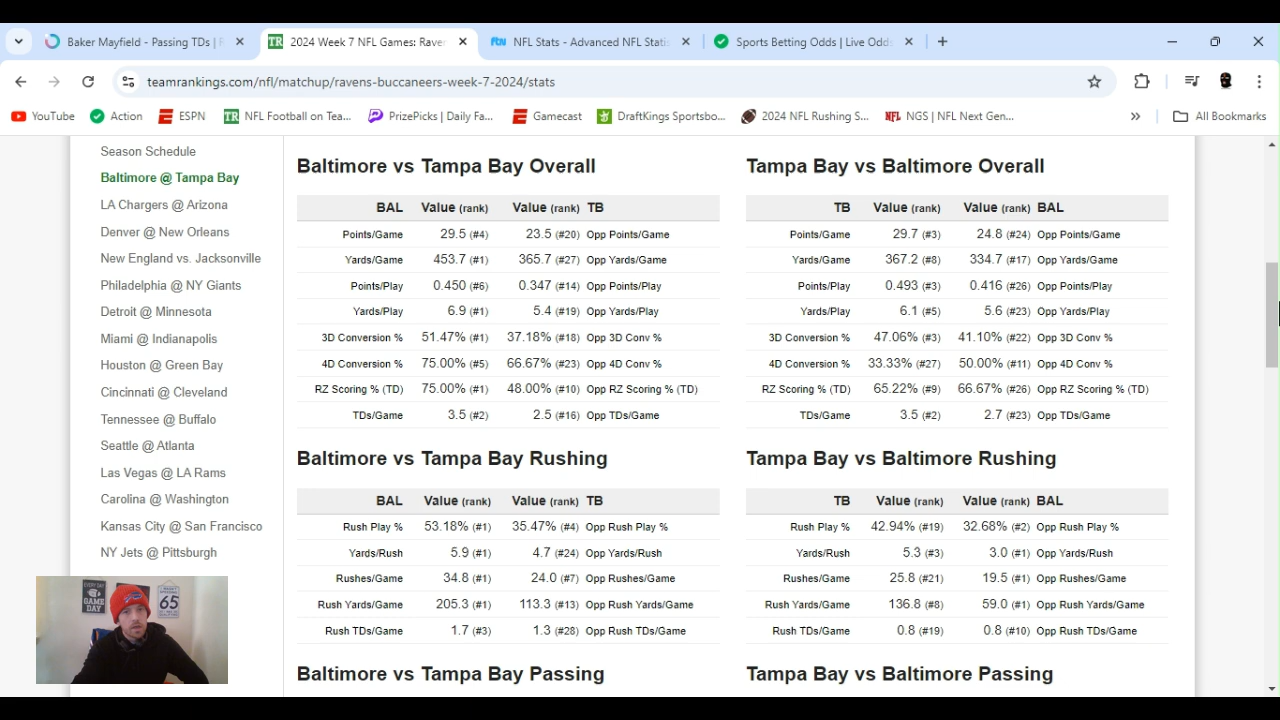 Baker Mayfield - Passing TDs | F
2024 Week 7 NFL Games: Rave
NFL Stats - Advanced NFL Stati
Sports Betting Odds | Live Odd
teamrankings.com/nfl/matchup/ravens-buccaneers-week-7-2024/stats
YouTube Action ESPN NFL Football on Tea... PrizePicks | Daily Fa... Gamecast DraftKings Sportsbo... 2024 NFL Rushing S... NGS | NFL Next Gen... » All Bookmarks
Season Schedule
Baltimore @ Tampa Bay
LA Chargers @ Arizona
Denver @ New Orleans
New England vs. Jacksonville
Philadelphia @ NY Giants
Detroit @ Minnesota
Miami @ Indianapolis
Houston @ Green Bay
Cincinnati @ Cleveland
Tennessee @ Buffalo
Seattle @ Atlanta
Las Vegas @ LA Rams
Carolina @ Washington
Kansas City @ San Francisco
NY Jets @ Pittsburgh
Baltimore vs Tampa Bay Overall
BAL Value (rank) Value (rank) TB
Points/Game 29.5 (#4) 23.5 (#20) Opp Points/Game
Yards/Game 453.7 (#1) 365.7 (#27) Opp Yards/Game
Points/Play 0.450 (#6) 0.347 (#14) Opp Points/Play
Yards/Play 6.9 (#1) 5.4 (#19) Opp Yards/Play
3D Conversion % 51.47% (#1) 37.18% (#18) Opp 3D Conv %
4D Conversion % 75.00% (#5) 66.67% (#23) Opp 4D Conv %
RZ Scoring % (TD) 75.00% (#1) 48.00% (#10) Opp RZ Scoring % (TD)
TDs/Game 3.5 (#2) 2.5 (#16) Opp TDs/Game
Baltimore vs Tampa Bay Rushing
BAL Value (rank) Value (rank) TB
Rush Play % 53.18% (#1) 35.47% (#4) Opp Rush Play %
Yards/Rush 5.9 (#1) 4.7 (#24) Opp Yards/Rush
Rushes/Game 34.8 (#1) 24.0 (#7) Opp Rushes/Game
Rush Yards/Game 205.3 (#1) 113.3 (#13) Opp Rush Yards/Game
Rush TDs/Game 1.7 (#3) 1.3 (#28) Opp Rush TDs/Game
Baltimore vs Tampa Bay Passing
Tampa Bay vs Baltimore Overall
TB Value (rank) Value (rank) BAL
Points/Game 29.7 (#3) 24.8 (#24) Opp Points/Game
Yards/Game 367.2 (#8) 334.7 (#17) Opp Yards/Game
Points/Play 0.493 (#3) 0.416 (#26) Opp Points/Play
Yards/Play 6.1 (#5) 5.6 (#23) Opp Yards/Play
3D Conversion % 47.06% (#3) 41.10% (#22) Opp 3D Conv %
4D Conversion % 33.33% (#27) 50.00% (#11) Opp 4D Conv %
RZ Scoring % (TD) 65.22% (#9) 66.67% (#26) Opp RZ Scoring % (TD)
TDs/Game 3.5 (#2) 2.7 (#23) Opp TDs/Game
Tampa Bay vs Baltimore Rushing
TB Value (rank) Value (rank) BAL
Rush Play % 42.94% (#19) 32.68% (#2) Opp Rush Play %
Yards/Rush 5.3 (#3) 3.0 (#1) Opp Yards/Rush
Rushes/Game 25.8 (#21) 19.5 (#1) Opp Rushes/Game
Rush Yards/Game 136.8 (#8) 59.0 (#1) Opp Rush Yards/Game
Rush TDs/Game 0.8 (#19) 0.8 (#10) Opp Rush TDs/Game
Tampa Bay vs Baltimore Passing
GAME
DAY
65